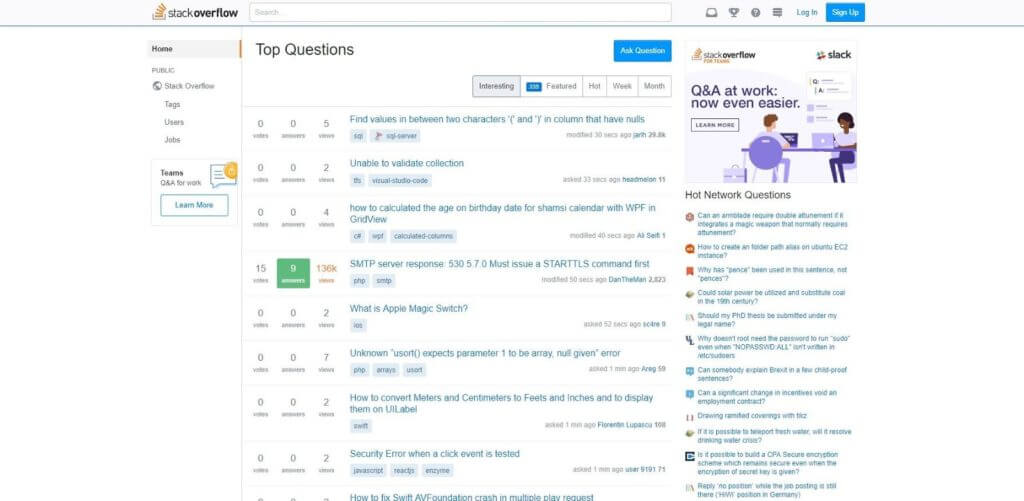 stackoverflow
Search...
Log In
Sign Up
Home
PUBLIC
Stack Overflow
Tags
Users
Jobs
Teams
Q&A for work
Learn More
Top Questions
Ask Question
Interesting
Featured
Hot
Week
Month
0 votes 0 answers 5 views
Find values in between two characters '(' and ')' in column that have nulls
sql sql-server
modified 30 secs ago jarlh 29.8k
0 votes 0 answers 2 views
Unable to validate collection
tfs visual-studio-code
asked 33 secs ago headmelon 11
0 votes 0 answers 4 views
how to calculated the age on birthday date for shamsi calendar with WPF in
GridView
c# wpf calculated-columns
modified 40 secs ago Ali Seifi 1
15 votes 9 answers 136k views
SMTP server response: 530 5.7.0 Must issue a STARTTLS command first
php smtp
modified 50 secs ago DanTheMan 2,823
0 votes 0 answers 2 views
What is Apple Magic Switch?
ios
asked 52 secs ago sc4re 9
0 votes 0 answers 7 views
Unknown "usort() expects parameter 1 to be array, null given" error
php arrays usort
asked 1 min ago Areg 59
0 votes 0 answers 2 views
How to convert Meters and Centimeters to Feets and Inches and to display
them on UILabel
swift
asked 1 min ago Florentin Lupascu 108
0 votes 0 answers 2 views
Security Error when a click event is tested
javascript reactjs enzyme
asked 1 min ago user 9191 71
How to fix Swift AVFoundation crash in multiple play request
stackoverflow
FOR TEAMS
slack
Q&A at work:
now even easier.
LEARN MORE
Q:
A:
Hot Network Questions
Can an armblade require double attunement if it
integrates a magic weapon that normally requires
attunement?
How to create an folder path alias on ubuntu EC2
instance?
Why has "pence" been used in this sentence, not
"pences"?
Could solar power be utilized and substitute coal
in the 19th century?
Should my PhD thesis be submitted under my
legal name?
Why doesn't root need the password to run "sudo"
even when "NOPASSWD:ALL" isn't written in
/etc/sudoers
Can somebody explain Brexit in a few child-proof
sentences?
Can a significant change in incentives void an
employment contract?
Drawing ramified coverings with tikz
If it is possible to teleport fresh water, will it resolve
drinking water crisis?
Is it possible to build a CPA Secure encryption
scheme which remains secure even when the
encryption of secret key is given?
Reply 'no position' while the job posting is still
there ('HiWi' position in Germany)